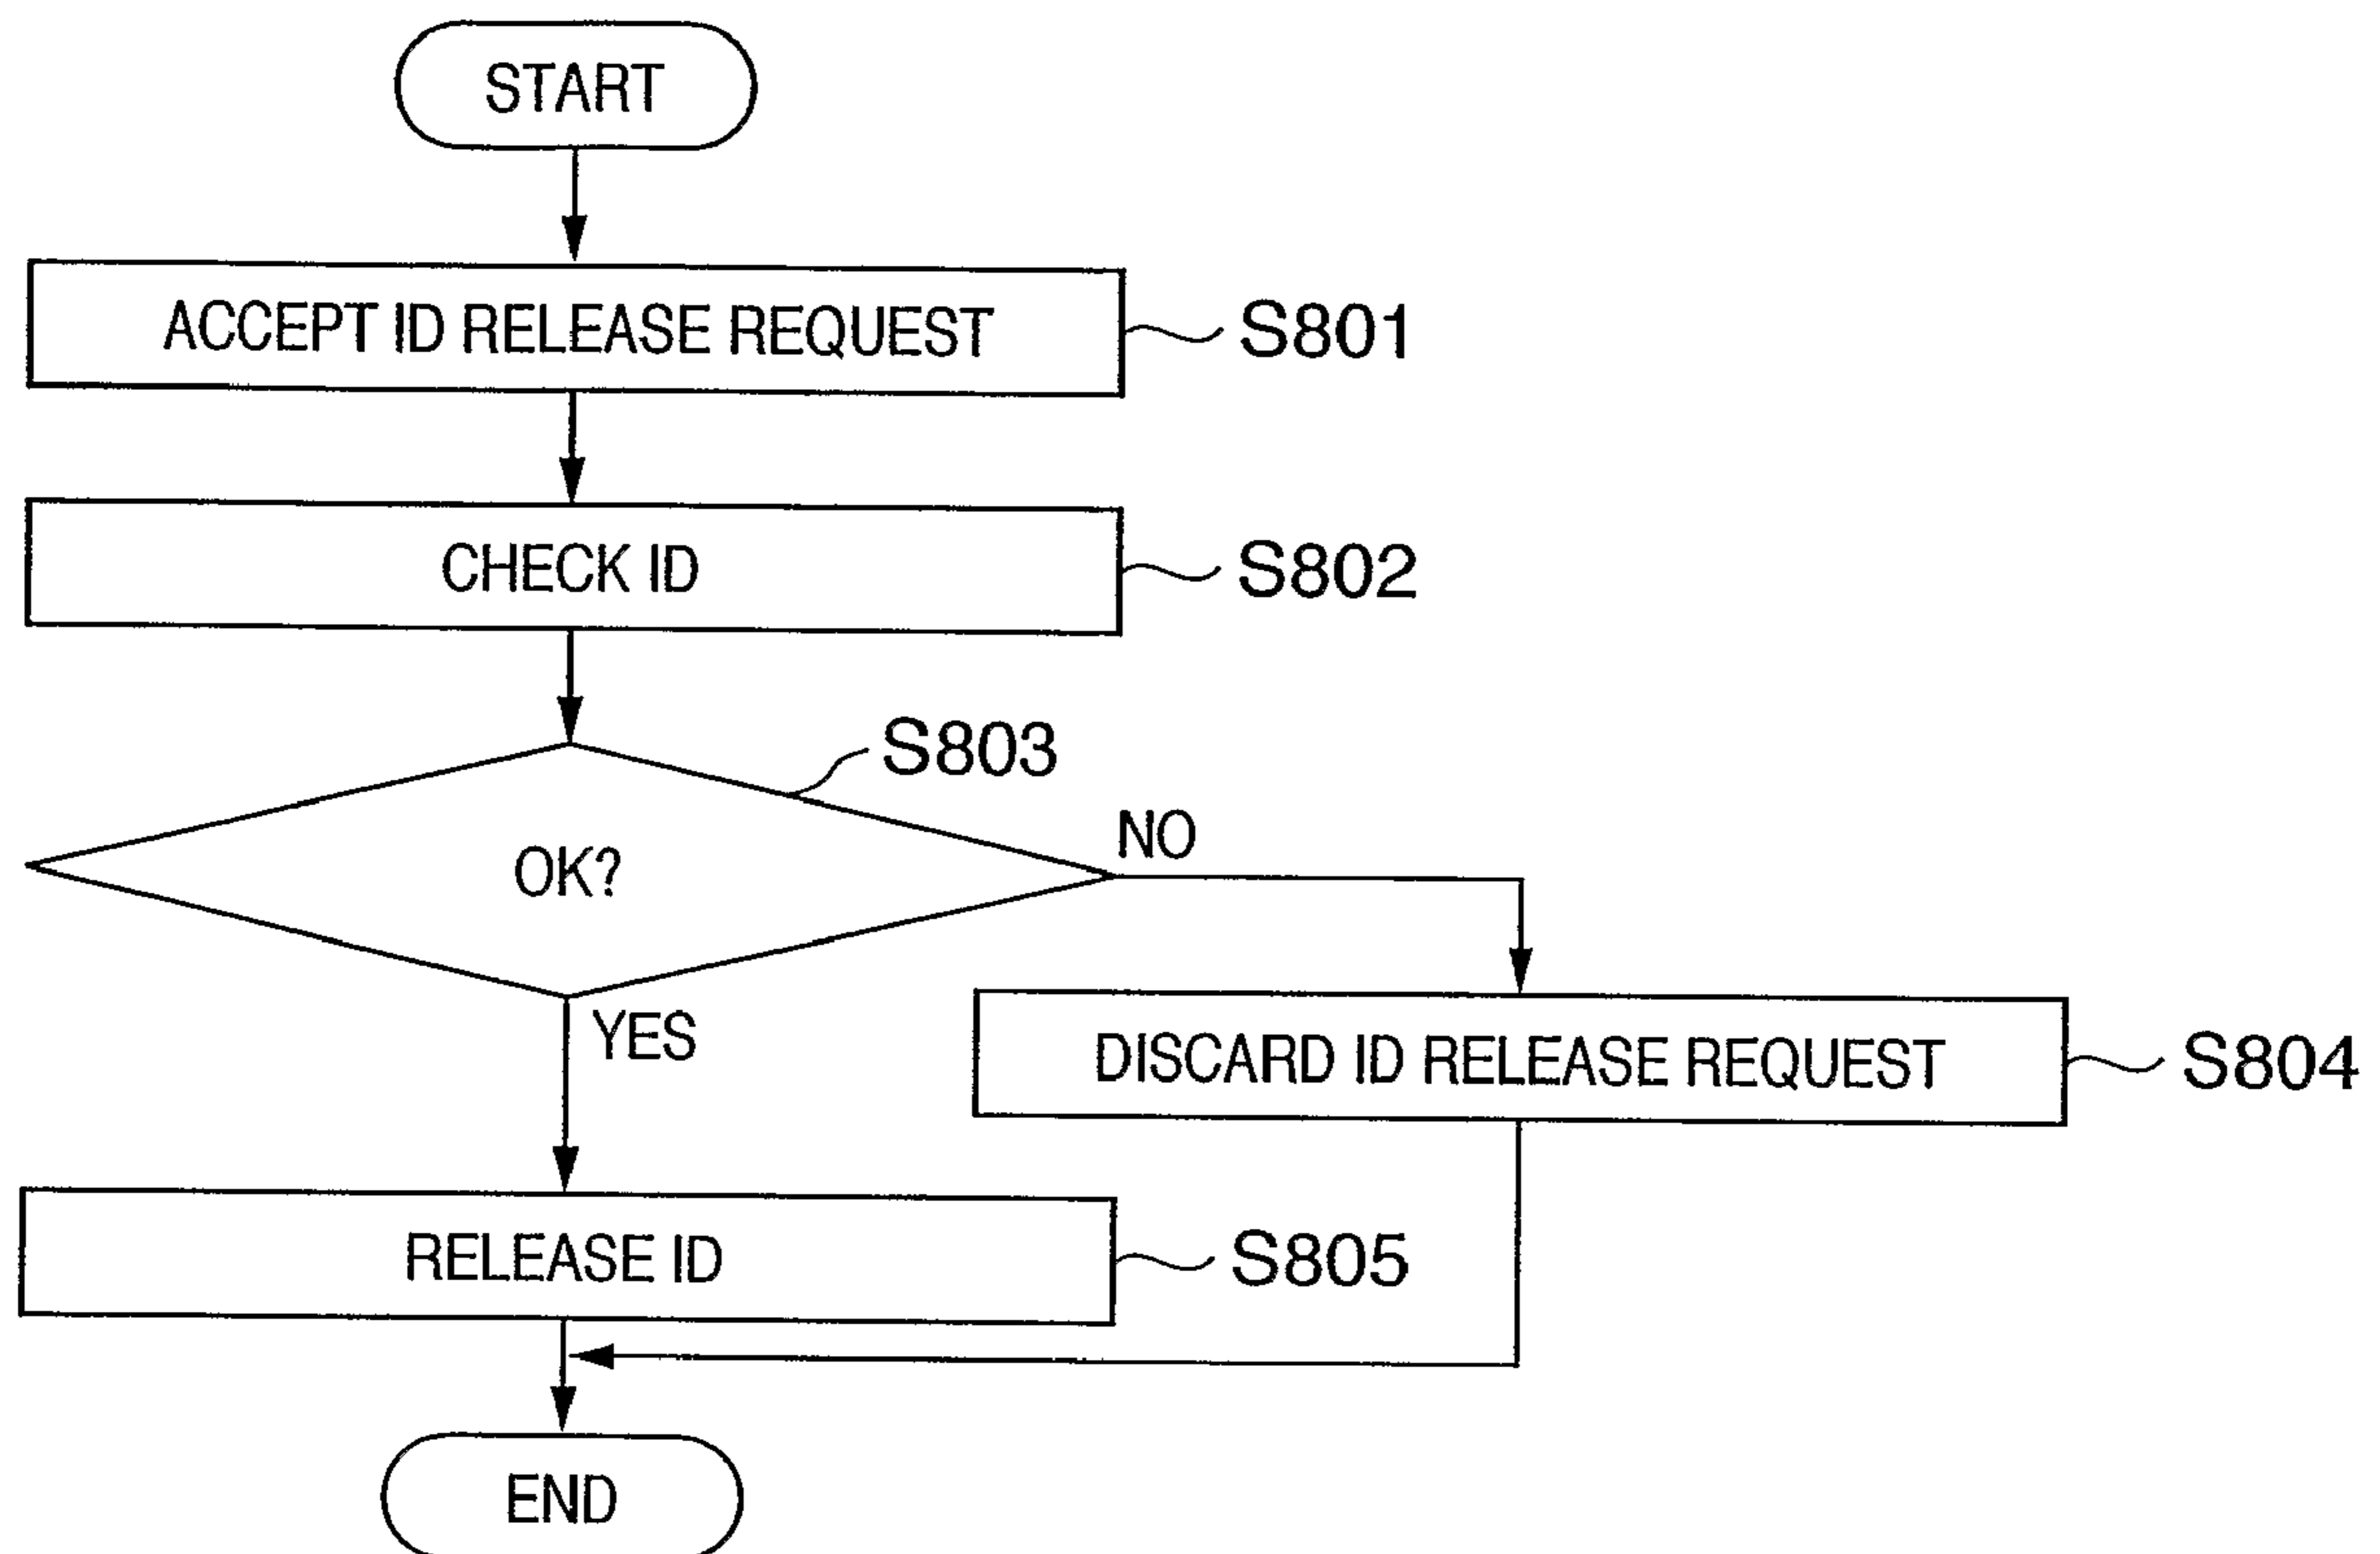 START
ACCEPT ID RELEASE REQUEST
S801
CHECK ID
S802
S803
OK?
NO
YES
DISCARD ID RELEASE REQUEST
S804
RELEASE ID
S805
END